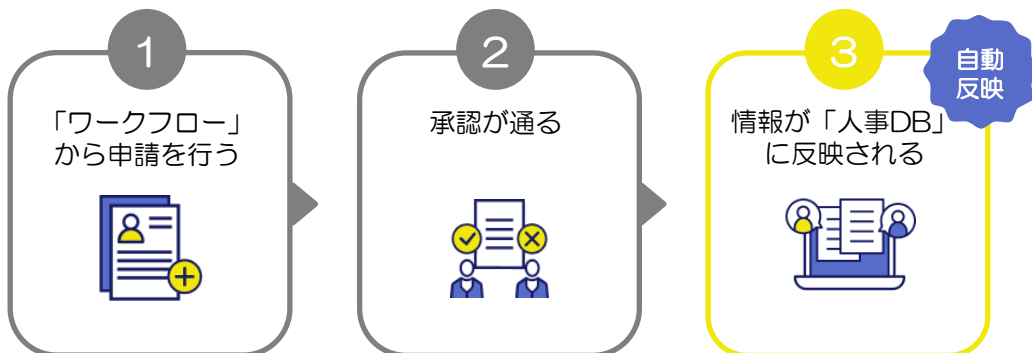 1
「ワークフロー」
から申請を行う
2
承認が通る
3
自動
反映
情報が「人事DB」
に反映される